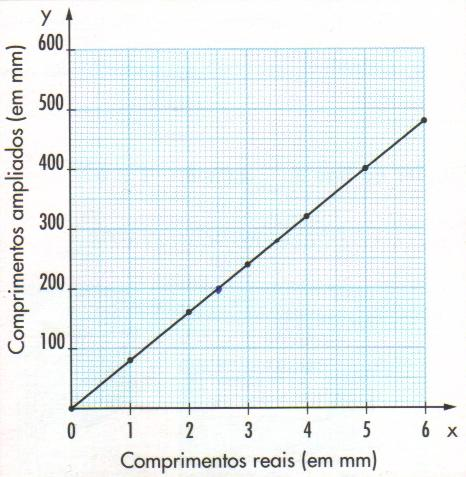 y
600
500
400
300
200
100
0 1 2 3 4 5 6 x
Comprimentos ampliados (em mm)
Comprimentos reais (em mm)